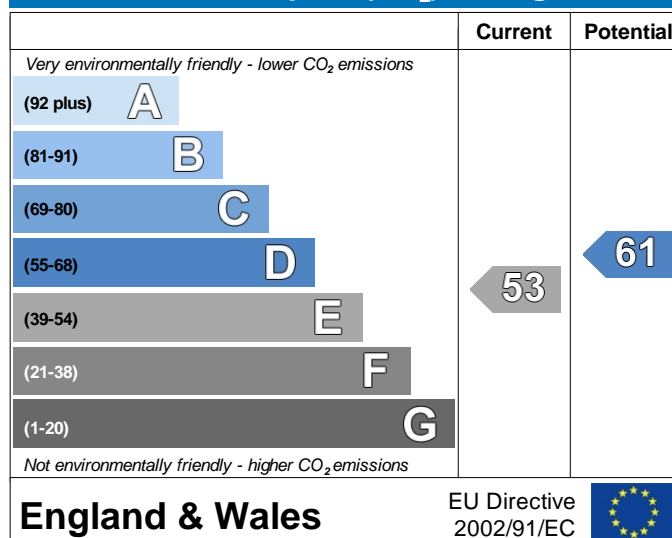 Current Potential
Very environmentally friendly - lower CO₂ emissions
(92 plus) A
(81-91) B
(69-80) C
(55-68) D
61
53
(39-54) E
(21-38) F
(1-20) G
Not environmentally friendly - higher CO₂ emissions
England & Wales
EU Directive
2002/91/EC